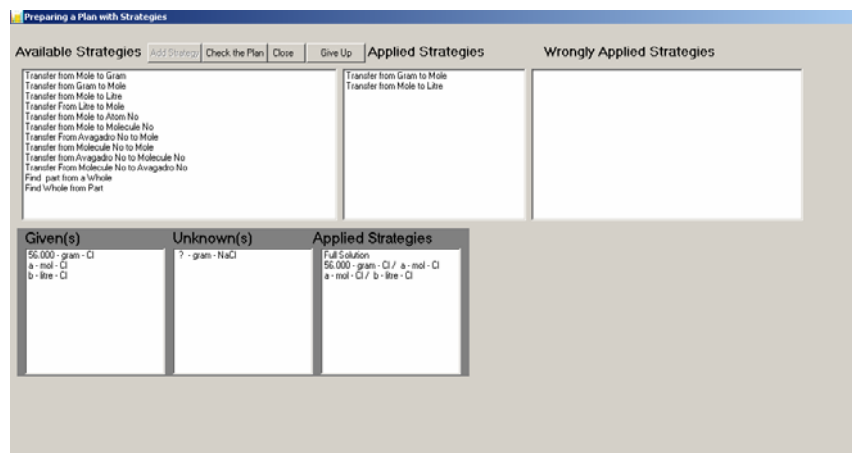 Preparing a Plan with Strategies
Available Strategies Add Strategy Check the Plan Close Give Up Applied Strategies Wrongly Applied Strategies
Transfer from Mole to Gram
Transfer from Gram to Mole
Transfer from Mole to Litre
Transfer From Litre to Mole
Transfer from Mole to Atom No
Transfer from Mole to Molecule No
Transfer From Avagadro No to Mole
Transfer from Molecule No to Mole
Transfer from Avagadro No to Molecule No
Transfer From Molecule No to Avagadro No
Find part from a Whole
Find Whole from Part
Transfer from Gram to Mole
Transfer from Mole to Litre
Given(s) Unknown(s) Applied Strategies
56.000 - gram - Cl
a - mol - Cl
b - litre - Cl
? - gram - NaCl
Full Solution
56.000 - gram - Cl / a - mol - Cl
a - mol - Cl / b - litre - Cl